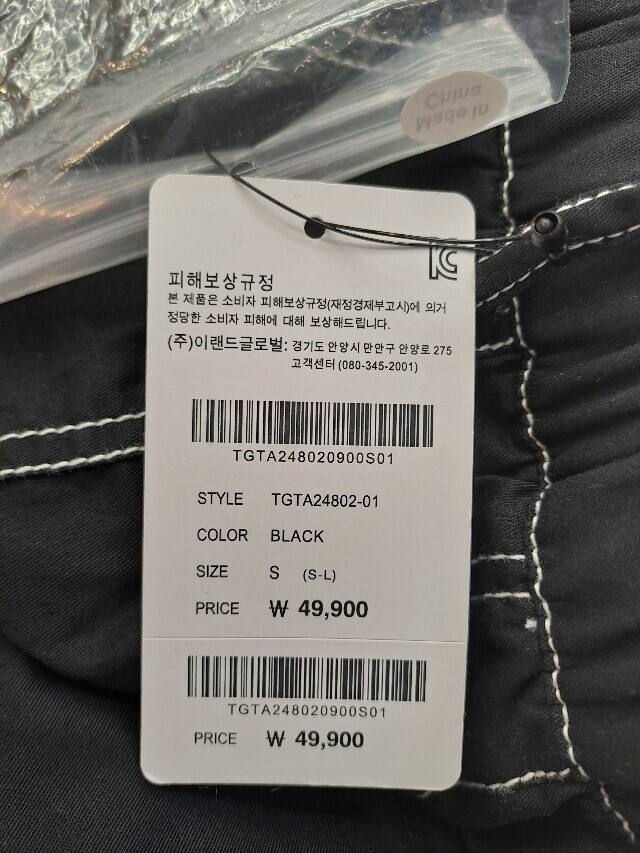 Made in
China
피해보상규정
본 제품은 소비자 피해보상규정(재정경제부고시)에 의거
정당한 소비자 피해에 대해 보상해드립니다.
(주)이랜드글로벌: 경기도 안양시 만안구 안양로 275
고객센터 (080-345-2001)
TGTA248020900S01
STYLE TGTA24802-01
COLOR BLACK
SIZE S (S-L)
PRICE ₩ 49,900
TGTA248020900S01
PRICE ₩ 49,900